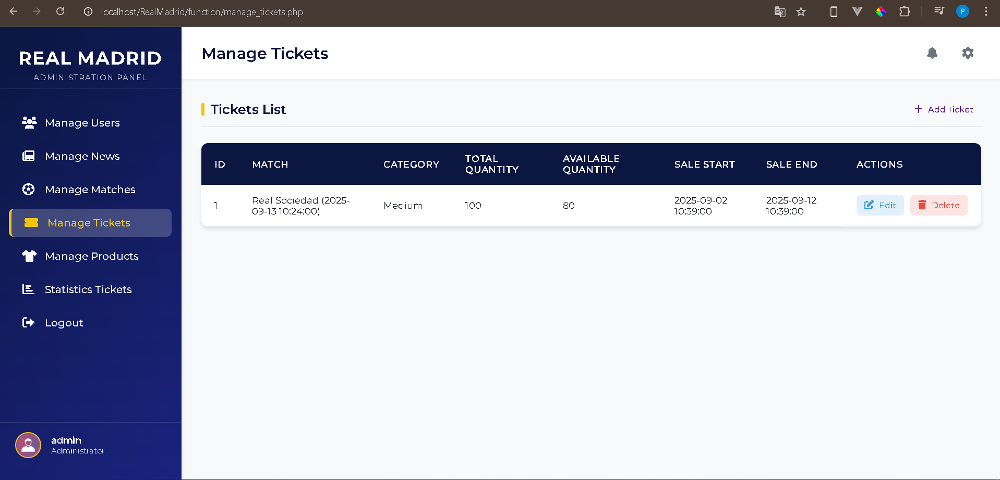 localhost/RealMadrid/function/manage_tickets.php
P
REAL MADRID
ADMINISTRATION PANEL
Manage Users
Manage News
Manage Matches
Manage Tickets
Manage Products
Statistics Tickets
Logout
admin
Administrator
Manage Tickets
Tickets List
+ Add Ticket
ID MATCH CATEGORY TOTAL QUANTITY AVAILABLE QUANTITY SALE START SALE END ACTIONS
1 Real Sociedad (2025-09-13 10:24:00) Medium 100 80 2025-09-02 10:39:00 2025-09-12 10:39:00 Edit Delete